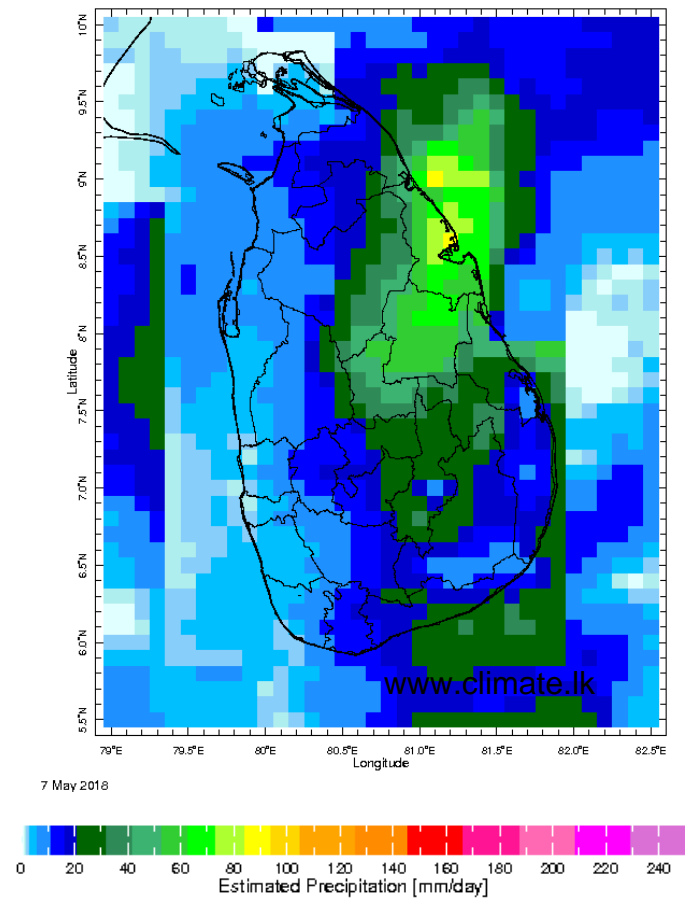 10°N
9.5°N
9°N
8.5°N
8°N
7.5°N
7.0°N
6.5°N
6.0°N
5.5°N
Latitude
www.climate.lk
79°E 79.5°E 80°E 80.5°E 81.0°E 81.5°E 82.0°E 82.5°E
Longitude
7 May 2018
0 20 40 60 80 100 120 140 160 180 200 220 240
Estimated Precipitation [mm/day]